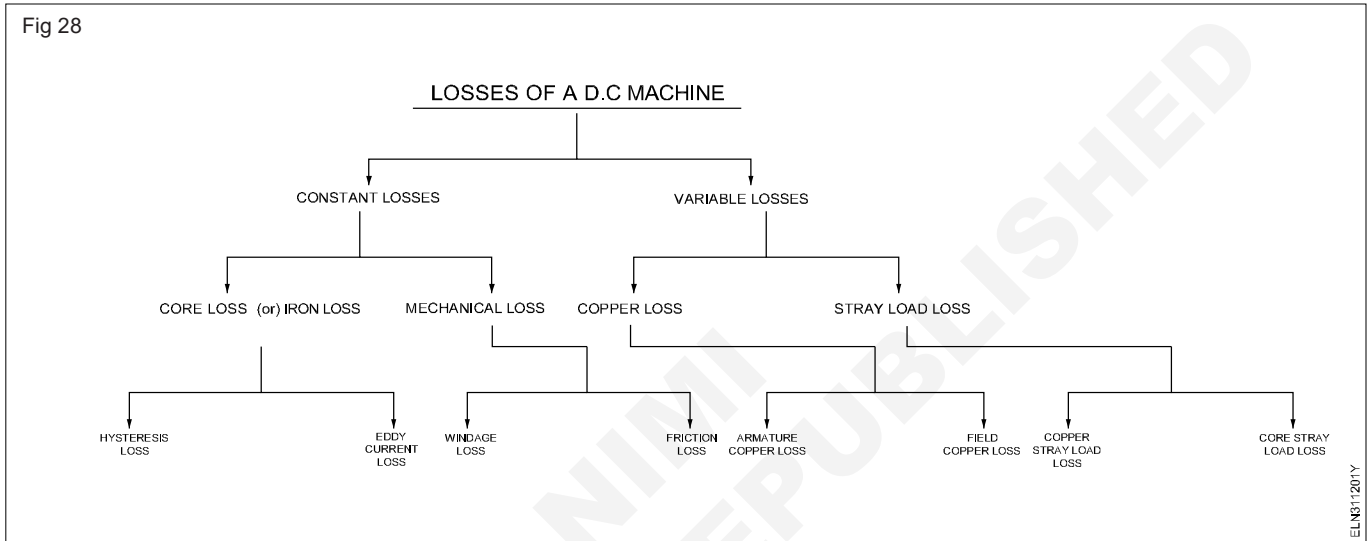 Fig 28
LOSSES OF A D.C MACHINE
CONSTANT LOSSES
VARIABLE LOSSES
CORE LOSS (or) IRON LOSS
MECHANICAL LOSS
COPPER LOSS
STRAY LOAD LOSS
HYSTERESIS
LOSS
EDDY
CURRENT
LOSS
WINDAGE
LOSS
FRICTION
LOSS
ARMATURE
COPPER LOSS
FIELD
COPPER LOSS
COPPER
STRAY LOAD
LOSS
CORE STRAY
LOAD LOSS
ELN311201Y
NIMI
EPUBLISHED